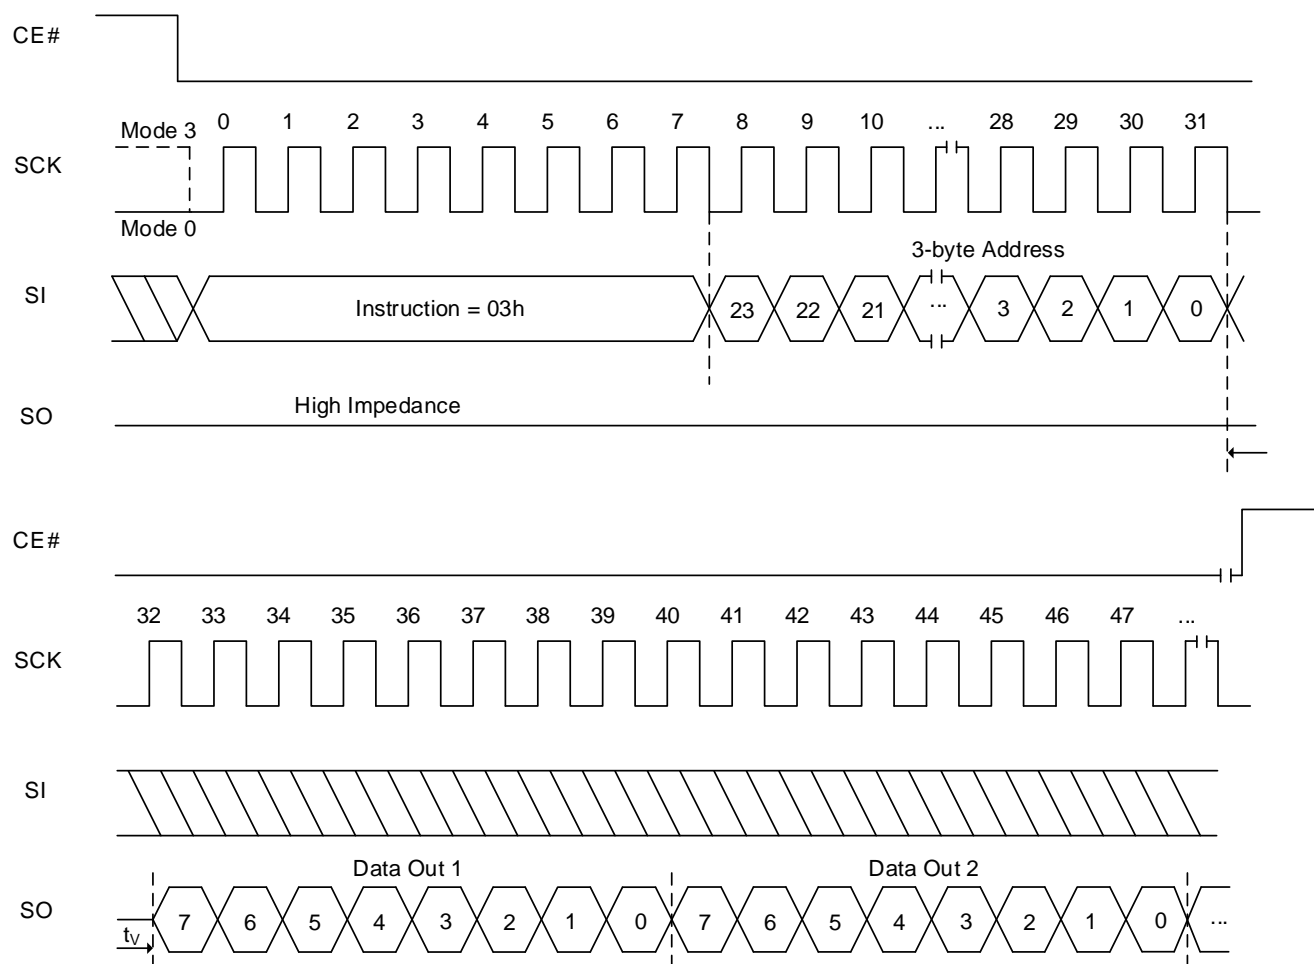 CE#
Mode 3 0 1 2 3 4 5 6 7 8 9 10 ... 28 29 30 31
SCK
Mode 0
3-byte Address
SI Instruction = 03h 23 22 21 ... 3 2 1 0
High Impedance
SO
CE#
32 33 34 35 36 37 38 39 40 41 42 43 44 45 46 47 ...
SCK
SI
Data Out 1 Data Out 2
SO 7 6 5 4 3 2 1 0 7 6 5 4 3 2 1 0 ...
tV